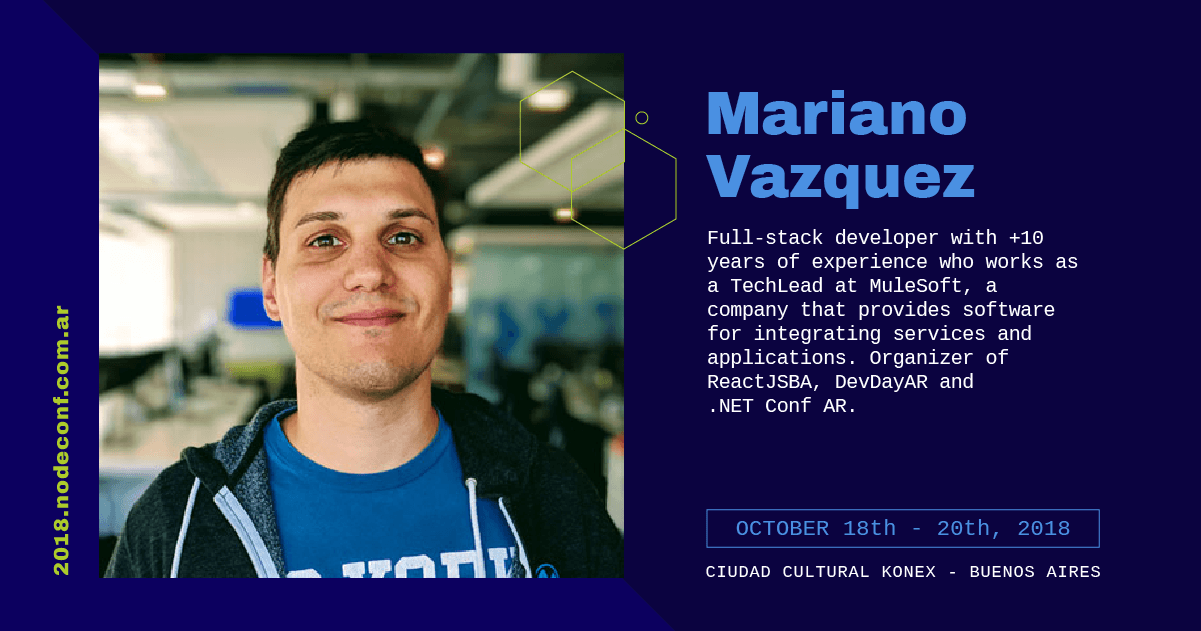 Mariano
Vazquez
Full-stack developer with +10
years of experience who works as
a TechLead at MuleSoft, a
company that provides software
for integrating services and
applications. Organizer of
ReactJSBA, DevDayAR and
.NET Conf AR.
OCTOBER 18th - 20th, 2018
CIUDAD CULTURAL KONEX - BUENOS AIRES
2018.nodeconf.com.ar